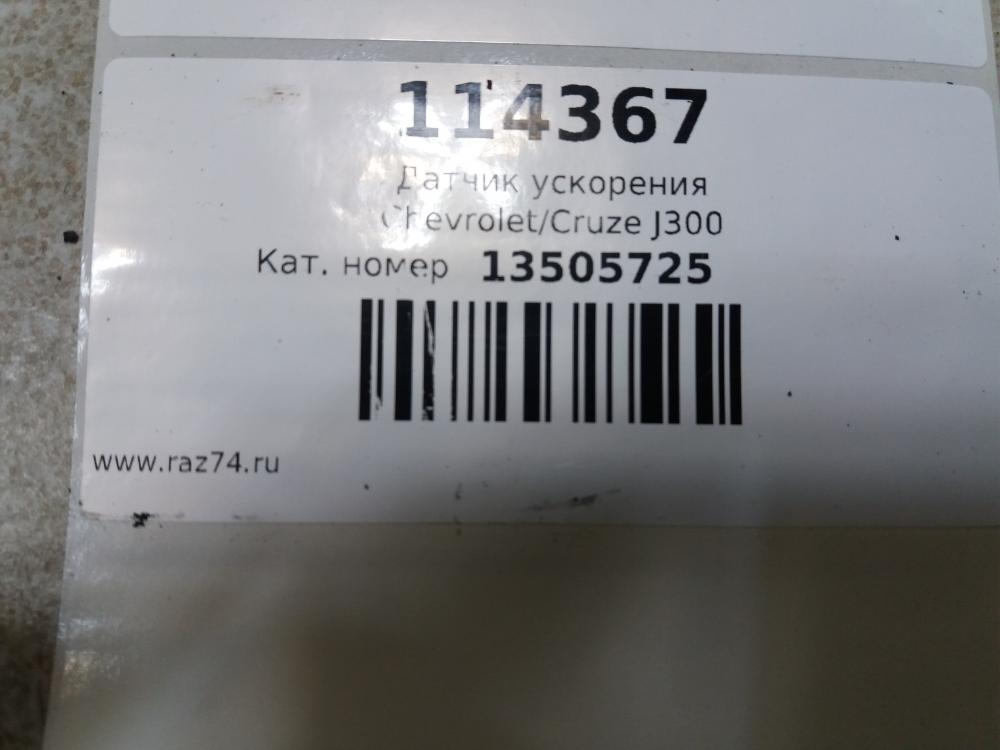 114367
Датчик ускорения
Chevrolet/Cruze J300
Кат. номер 13505725
www.raz74.ru